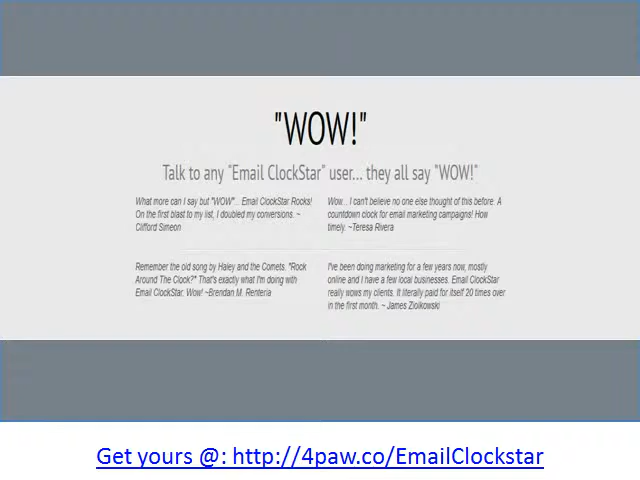 "WOW!"
Talk to any "Email ClockStar" user... they all say "WOW!"
What more can I say but "WOW"... Email ClockStar Rocks!
On the first blast to my list, I doubled my conversions. ~
Clifford Simeon
Wow... I can't believe no one else thought of this before. A
countdown clock for email marketing campaigns! How
timely. ~Teresa Rivera
Remember the old song by Haley and the Comets. "Rock
Around The Clock?" That's exactly what I'm doing with
Email ClockStar. Wow! ~Brendan M. Renteria
I've been doing marketing for a few years now, mostly
online and I have a few local businesses. Email ClockStar
really wows my clients. It literally paid for itself 20 times over
in the first month. ~ James Ziolkowski
Get yours @: http://4paw.co/EmailClockstar